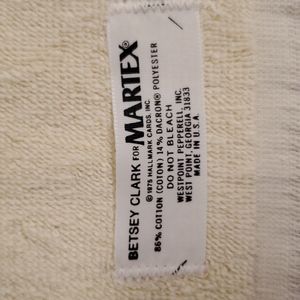 BETSEY CLARK FOR
MARTEX®
©1975 HALLMARK CARDS, INC.
86% COTTON (COTON) 14% DACRON® POLYESTER
DO NOT BLEACH
WESTPOINT PEPPERELL, INC.
WEST POINT, GEORGIA 31833
MADE IN U.S.A.